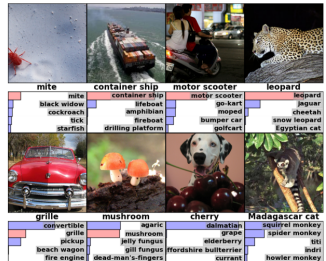 mite
container ship
motor scooter
leopard
mite
black widow
cockroach
tick
starfish
container ship
lifeboat
amphibian
fireboat
drilling platform
motor scooter
go-kart
moped
bumper car
golfcart
leopard
jaguar
cheetah
snow leopard
Egyptian cat
grille
mushroom
cherry
Madagascar cat
convertible
grille
pickup
beach wagon
fire engine
agaric
mushroom
jelly fungus
gill fungus
dead-man's-fingers
dalmatian
grape
elderberry
ffordshire bullterrier
currant
squirrel monkey
spider monkey
titi
indri
howler monkey